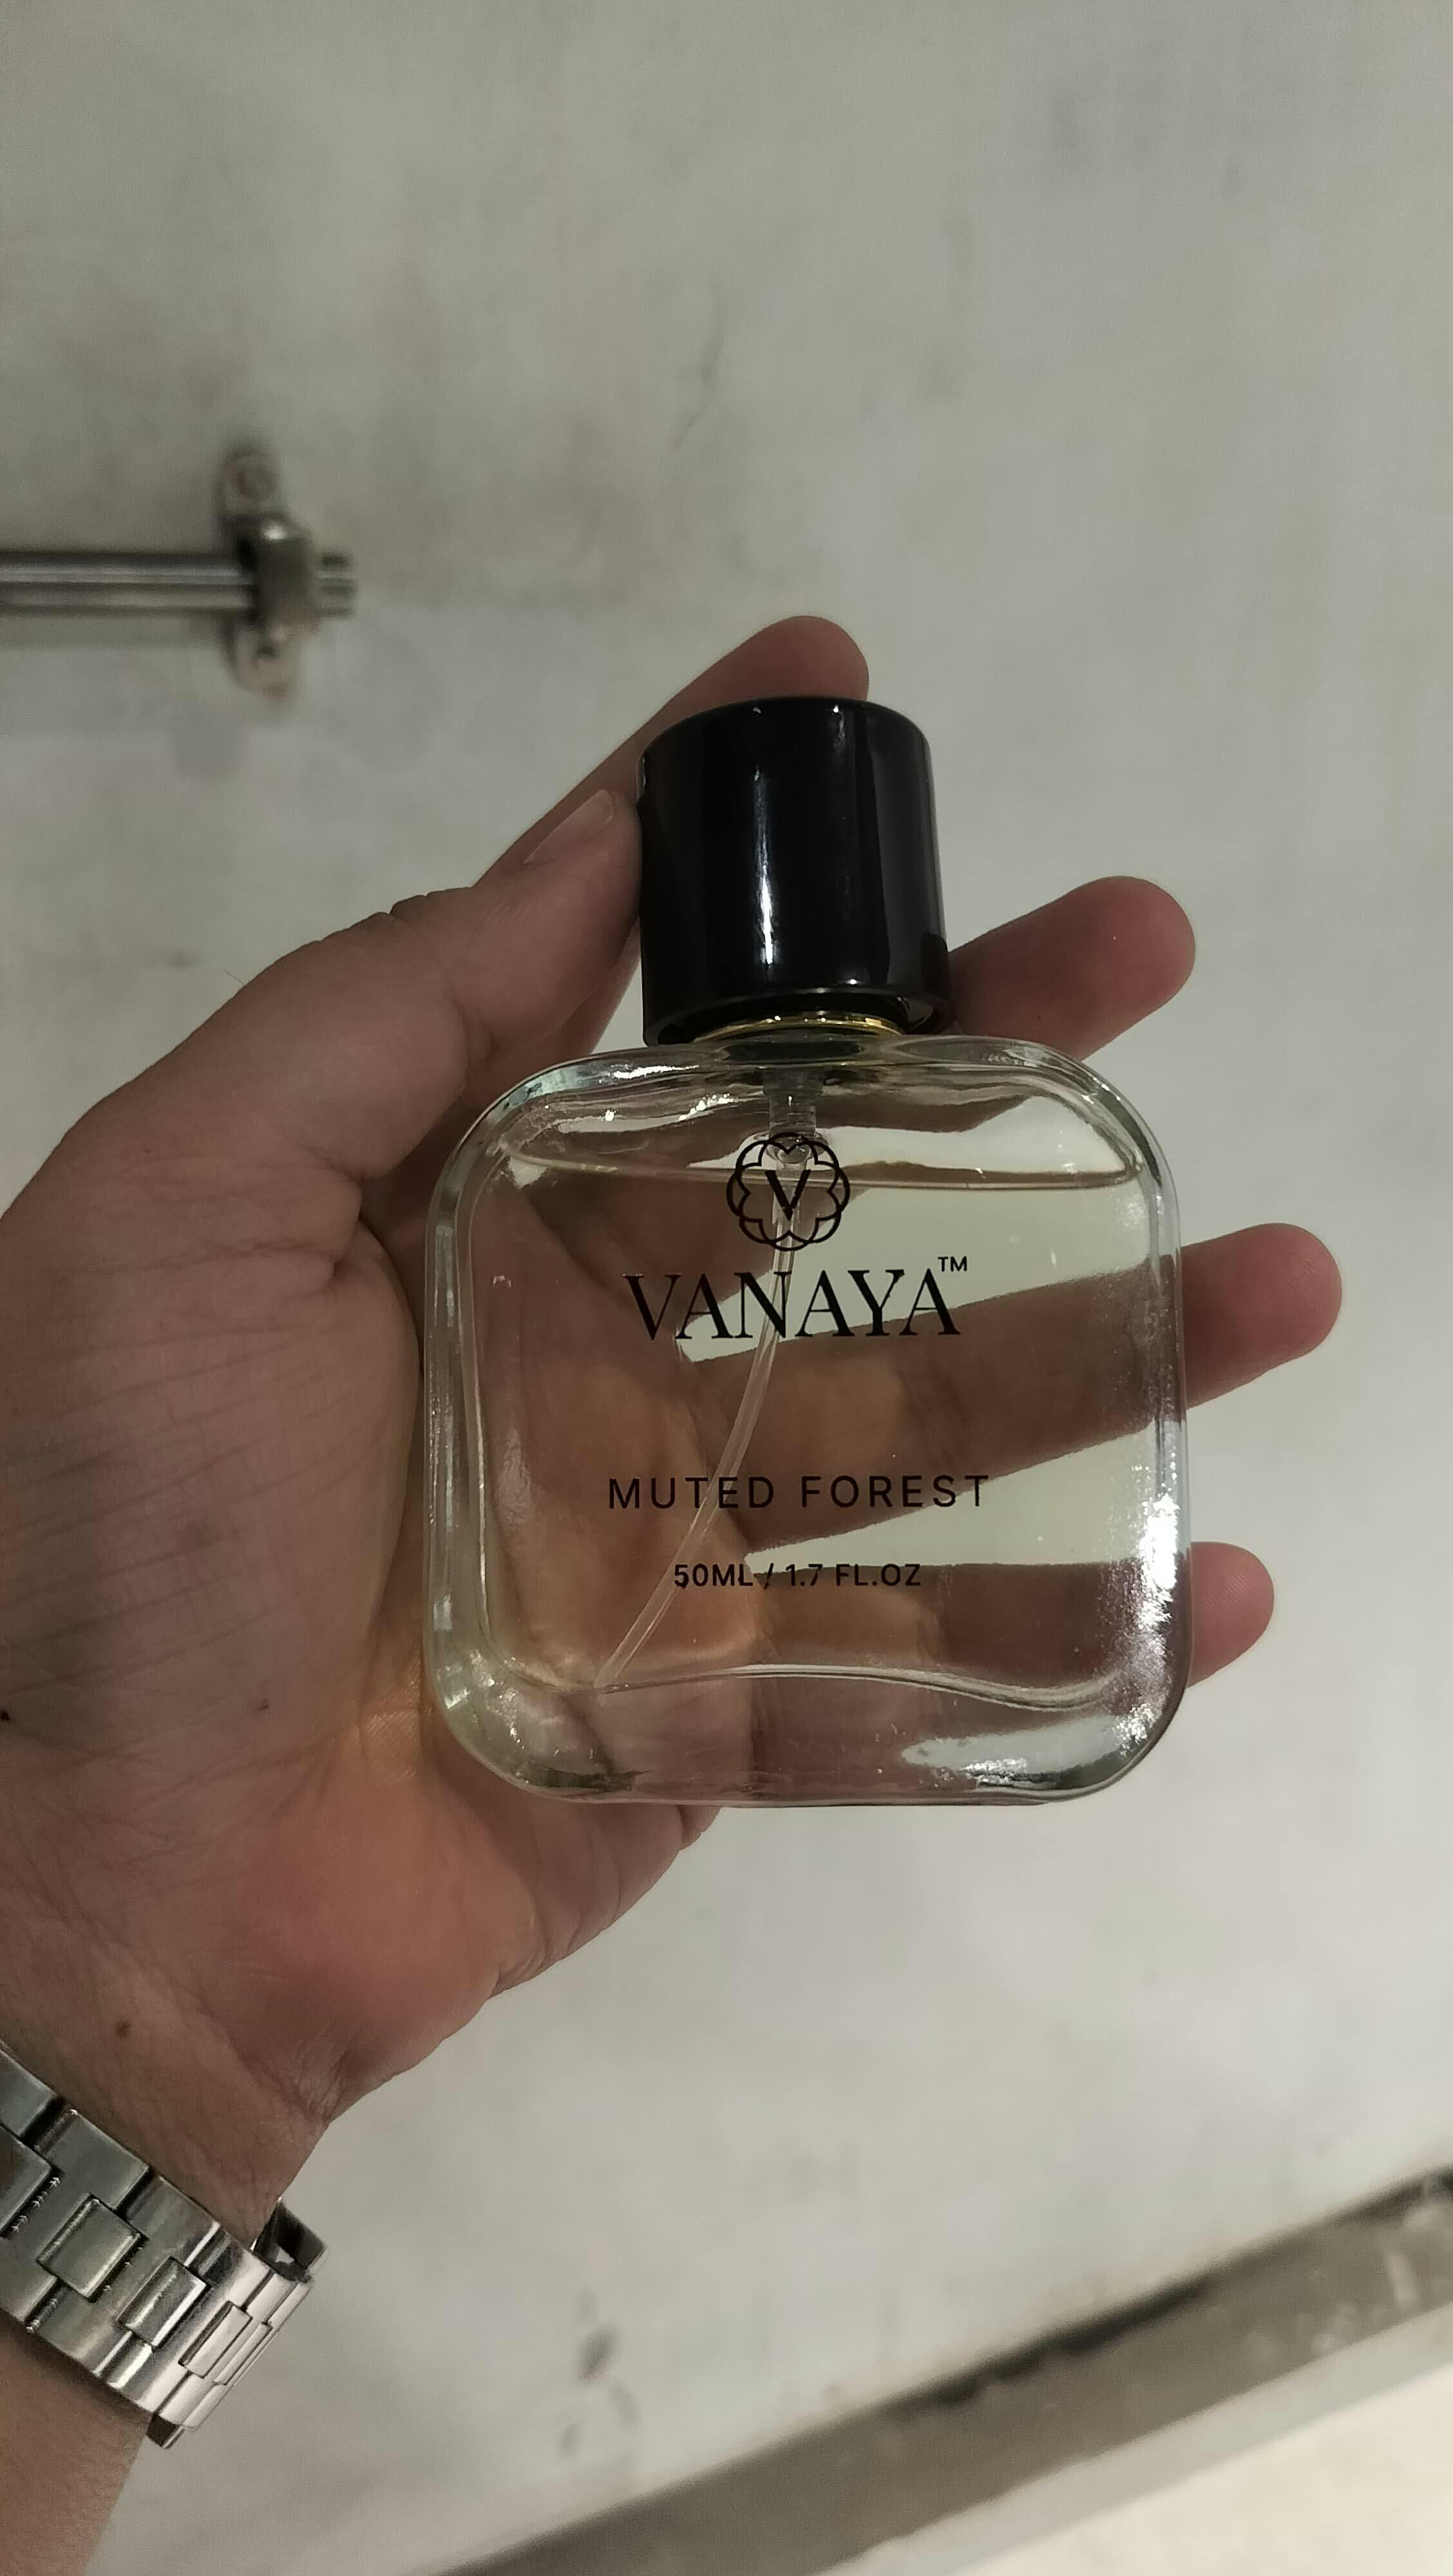 V
VANAYA™
MUTED FOREST
50ML / 1.7 FL.OZ